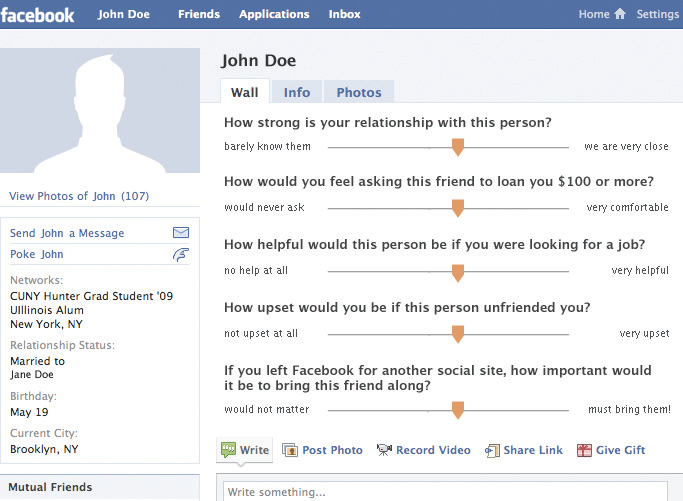 facebook John Doe Friends Applications Inbox Home Settings
John Doe
Wall Info Photos
View Photos of John (107)
Send John a Message
Poke John
Networks:
CUNY Hunter Grad Student '09
UIllinois Alum
New York, NY
Relationship Status:
Married to
Jane Doe
Birthday:
May 19
Current City:
Brooklyn, NY
Mutual Friends
How strong is your relationship with this person?
barely know them we are very close
How would you feel asking this friend to loan you $100 or more?
would never ask very comfortable
How helpful would this person be if you were looking for a job?
no help at all very helpful
How upset would you be if this person unfriended you?
not upset at all very upset
If you left Facebook for another social site, how important would
it be to bring this friend along?
would not matter must bring them!
Write Post Photo Record Video Share Link Give Gift
Write something...